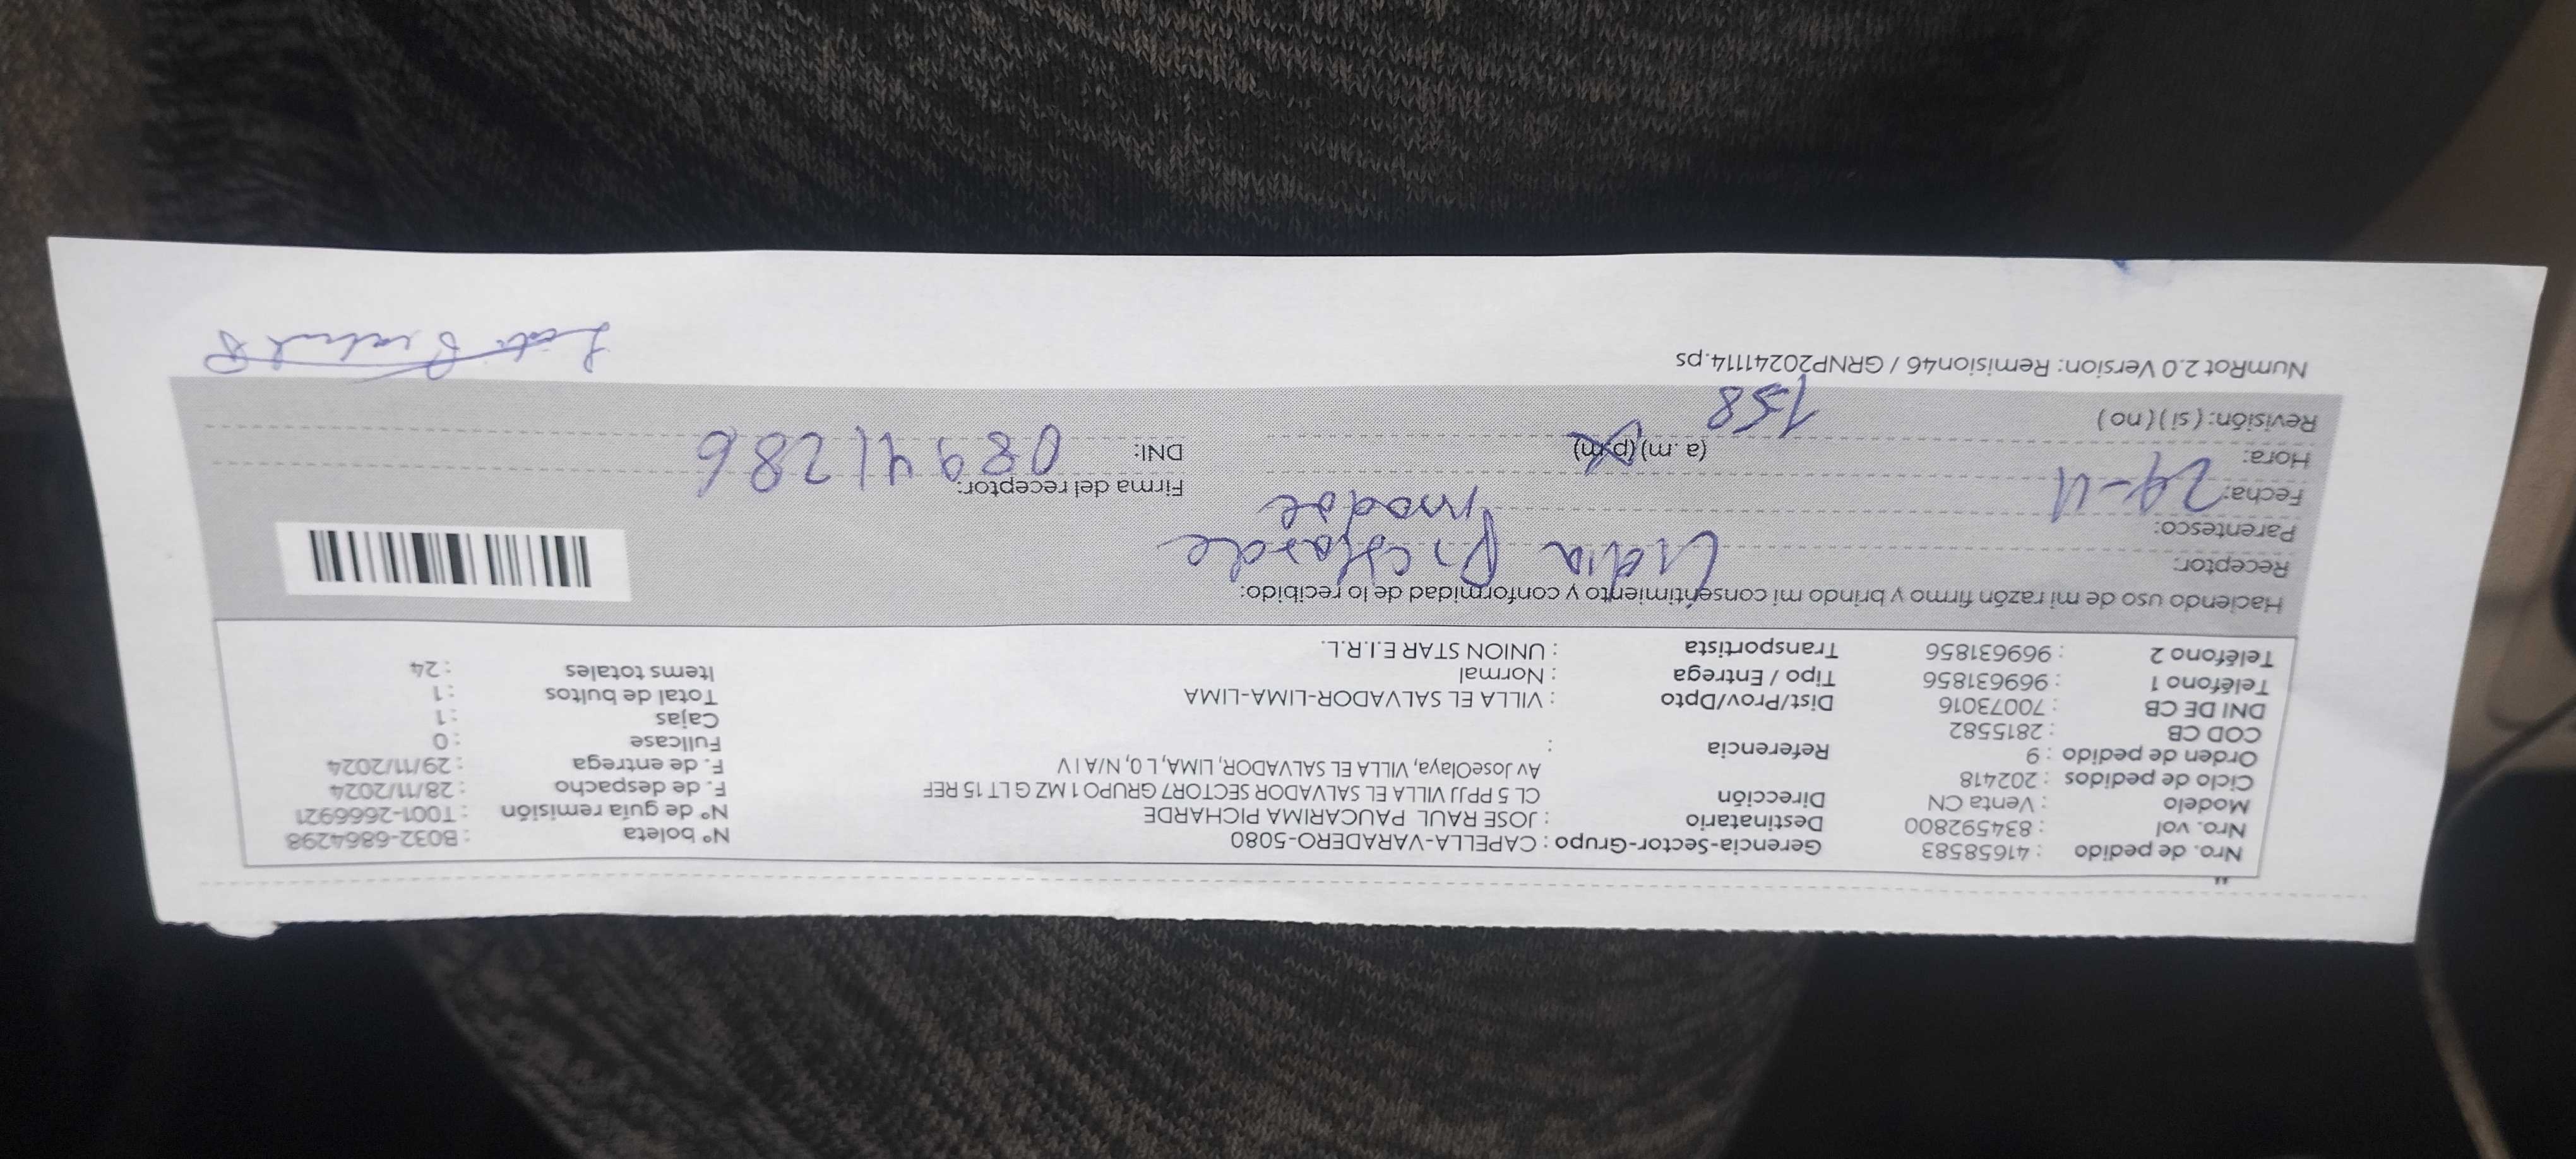 Nro. de pedido : 41658583 Gerencia-Sector-Grupo : CAPELLA-VARADERO-5080 N° boleta : B032-6864298
Nro. vol : 834592800 Destinatario : JOSE RAUL PAUCARIMA PICHARDE N° de guía remisión : T001-2666921
Modelo : Venta CN Dirección CL 5 PPJJ VILLA EL SALVADOR SECTOR7 GRUPO 1 MZ G LT 15 REF F. de despacho : 28/11/2024
Ciclo de pedidos : 202418 Av JoseOlaya, VILLA EL SALVADOR, LIMA, L 0, N/A I V F. de entrega : 29/11/2024
Orden de pedido : 9 Referencia : Fullcase : 0
COD CB : 2815582 Cajas : 1
DNI DE CB : 70073016 Dist/Prov/Dpto : VILLA EL SALVADOR-LIMA-LIMA Total de bultos : 1
Teléfono 1 : 969631856 Tipo / Entrega : Normal Items totales : 24
Teléfono 2 : 969631856 Transportista : UNION STAR E.I.R.L.
Haciendo uso de mi razón firmo y brindo mi consentimiento y conformidad de lo recibido:
Receptor: Lidia Picharde
Parentesco: madre
Fecha: 29-11 Firma del receptor:
Hora: (a. m) (p. m) DNI: 08941286
Revisión: ( si ) ( no ) 158
NumRot 2.0 Version: Remision46 / GRNP20241114.ps